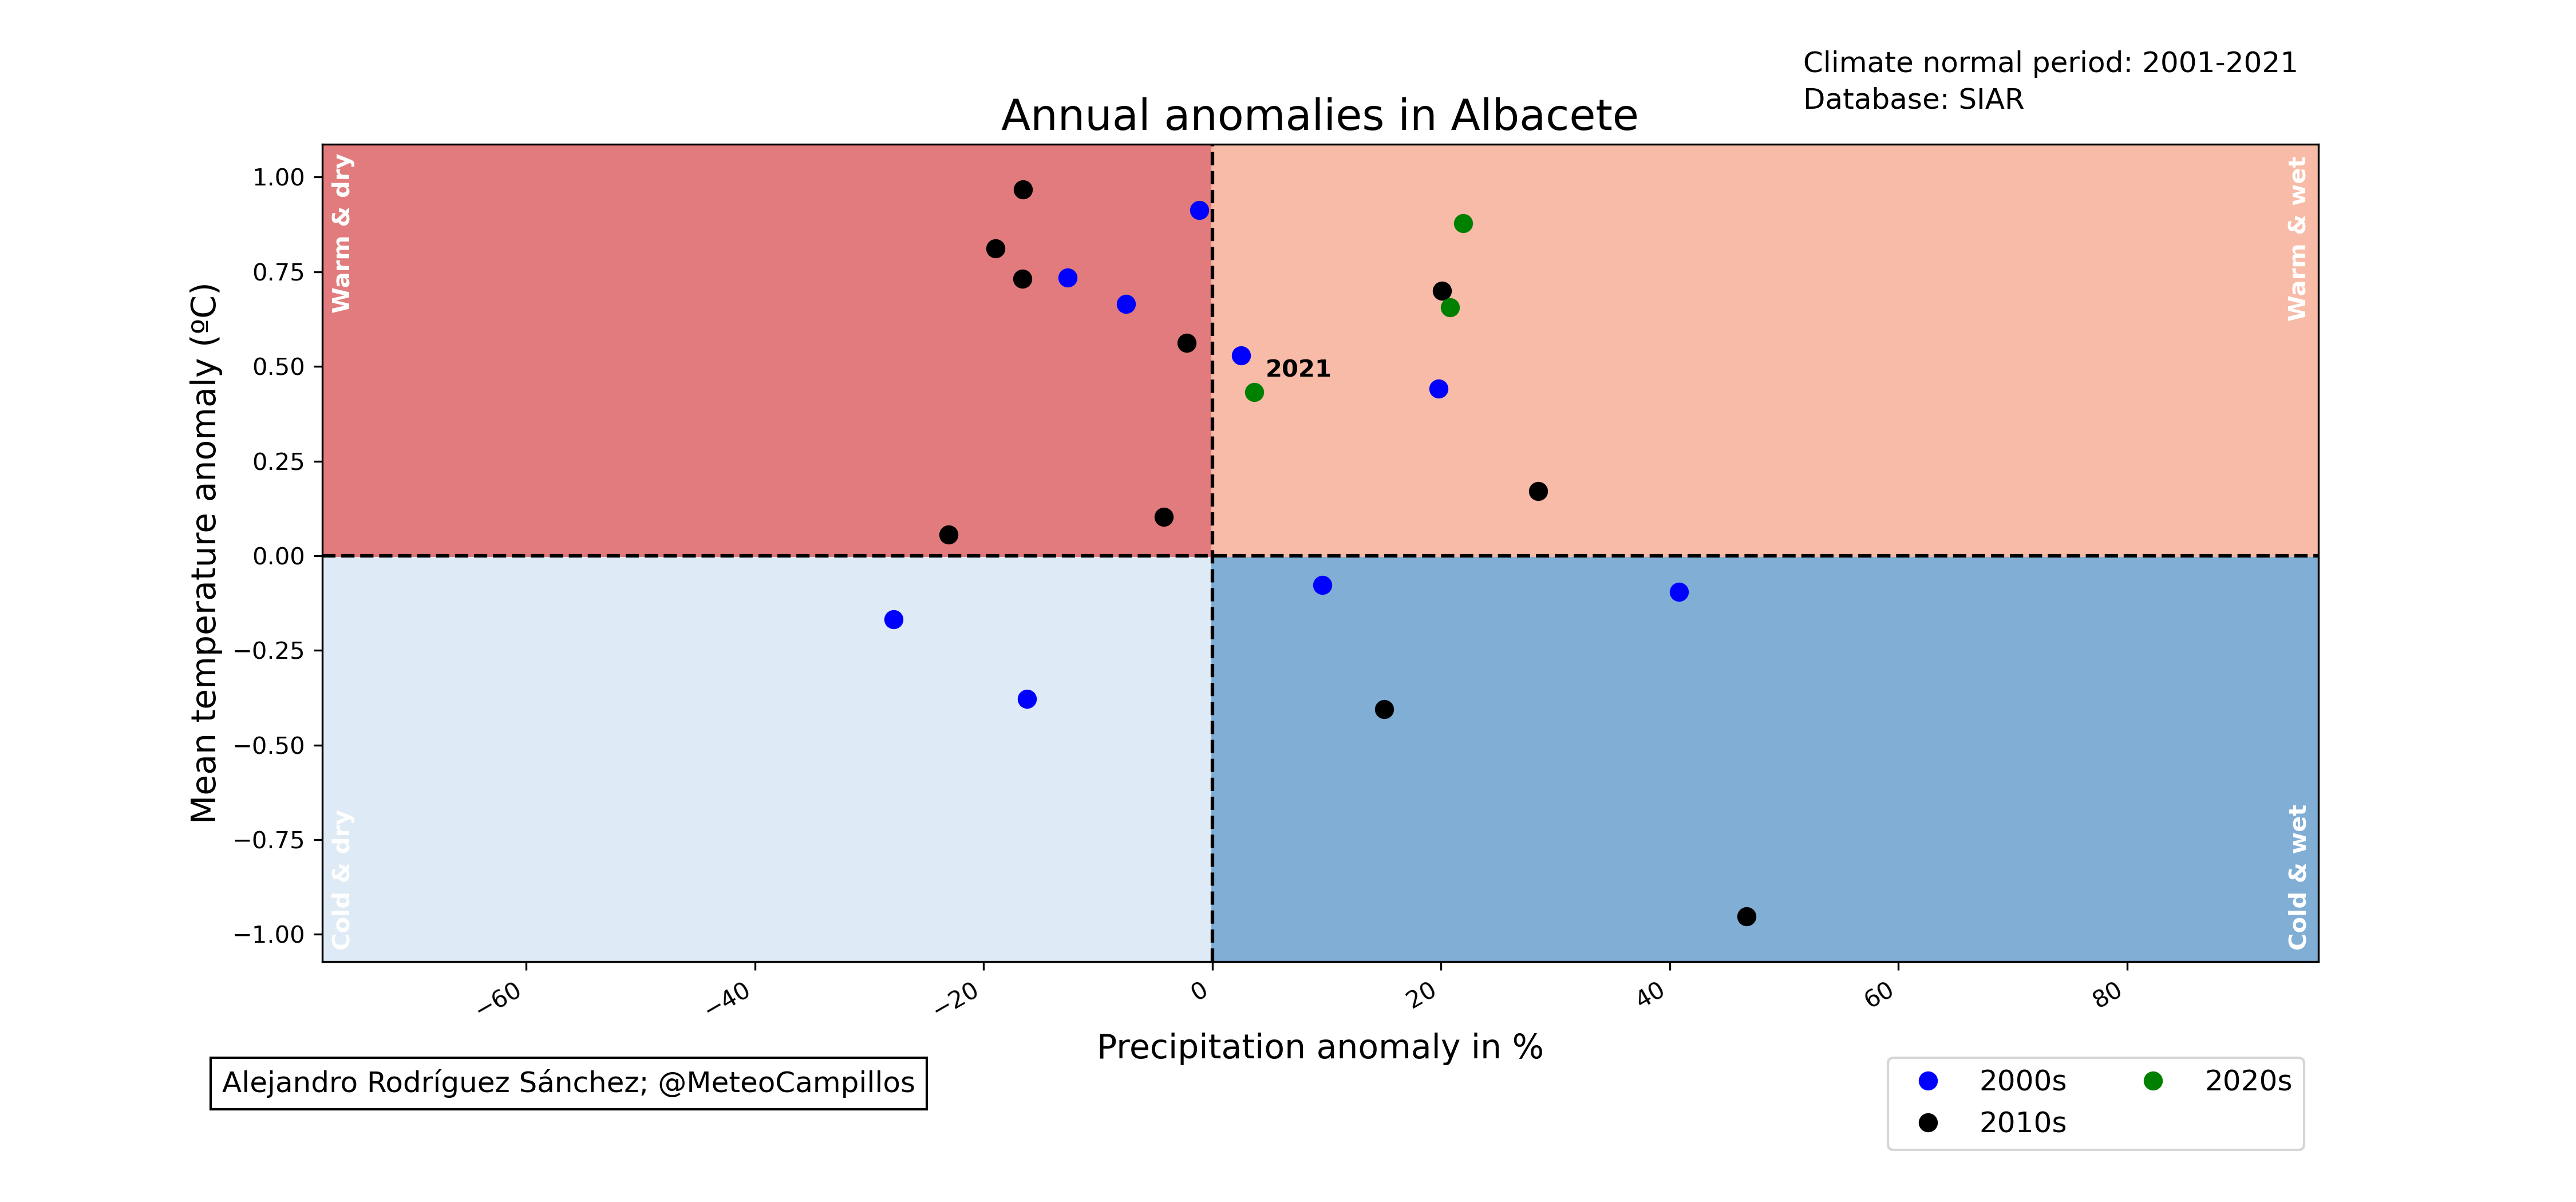 Climate normal period: 2001-2021
Database: SIAR
Annual anomalies in Albacete
Warm & dry
Warm & wet
Cold & dry
Cold & wet
2021
Mean temperature anomaly (ºC)
1.00
0.75
0.50
0.25
0.00
−0.25
−0.50
−0.75
−1.00
−60
−40
−20
0
20
40
60
80
Precipitation anomaly in %
Alejandro Rodríguez Sánchez; @MeteoCampillos
2000s
2010s
2020s